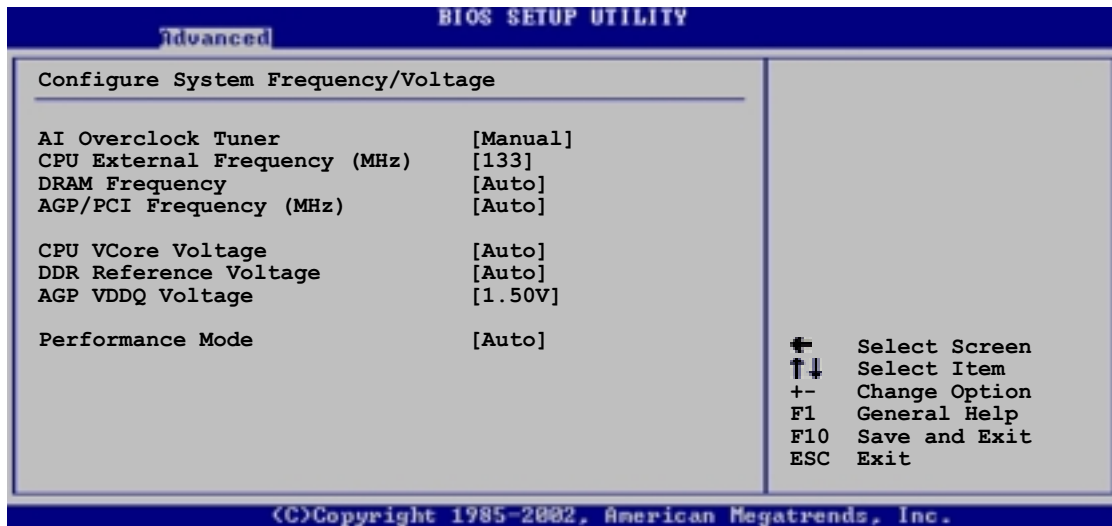 BIOS SETUP UTILITY
Advanced
Configure System Frequency/Voltage
AI Overclock Tuner [Manual]
CPU External Frequency (MHz) [133]
DRAM Frequency [Auto]
AGP/PCI Frequency (MHz) [Auto]
CPU VCore Voltage [Auto]
DDR Reference Voltage [Auto]
AGP VDDQ Voltage [1.50V]
Performance Mode [Auto]
← Select Screen
↑↓ Select Item
+- Change Option
F1 General Help
F10 Save and Exit
ESC Exit
(C)Copyright 1985-2002, American Megatrends, Inc.